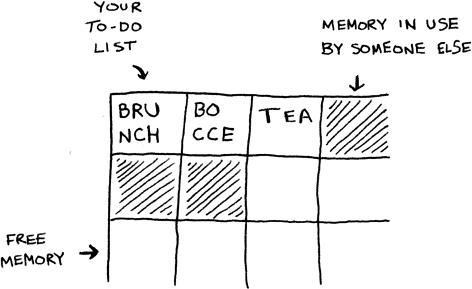 YOUR
TO-DO
LIST
MEMORY IN USE
BY SOMEONE ELSE
BRU
NCH
BO
CCE
TEA
FREE
MEMORY